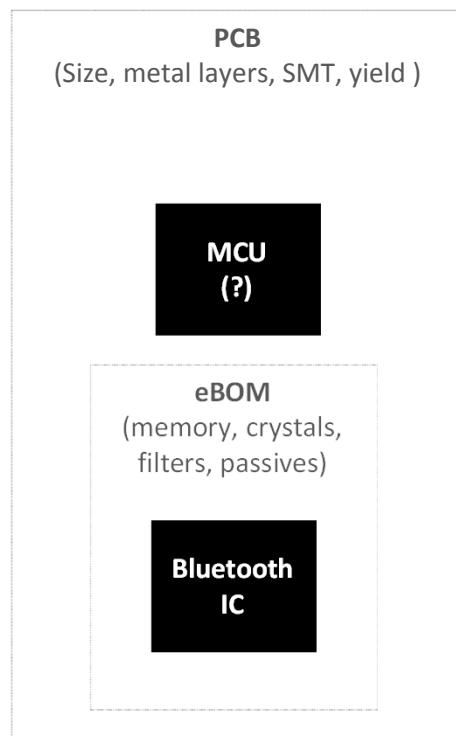 PCB
(Size, metal layers, SMT, yield )
MCU
(?)
eBOM
(memory, crystals,
filters, passives)
Bluetooth
IC